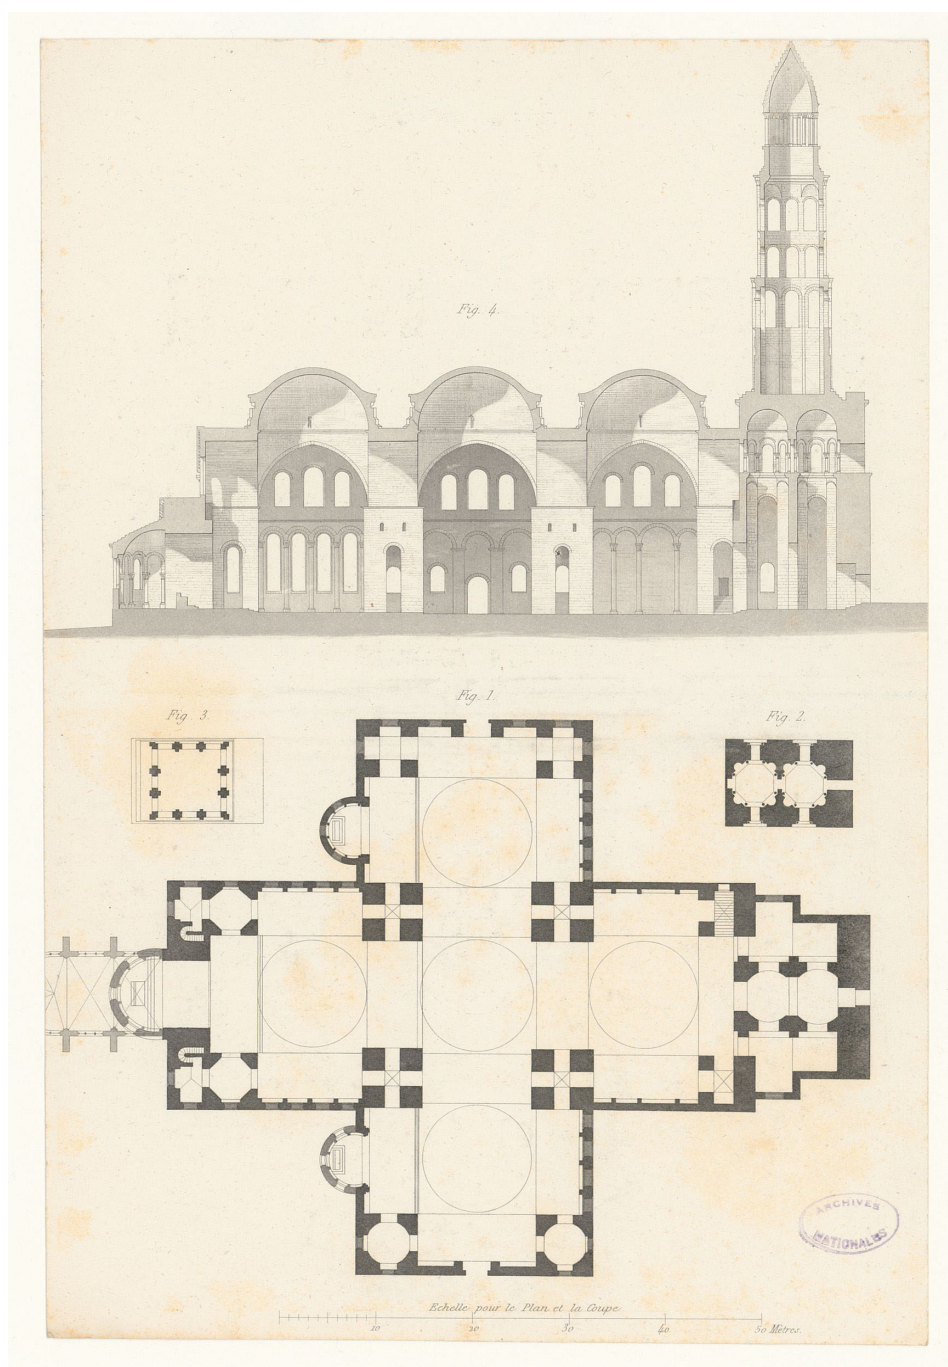 Fig. 4.
Fig. 1.
Fig. 3.
Fig. 2.
ARCHIVES
NATIONALES
Echelle pour le Plan et la Coupe
10 20 30 40 50 Mètres.